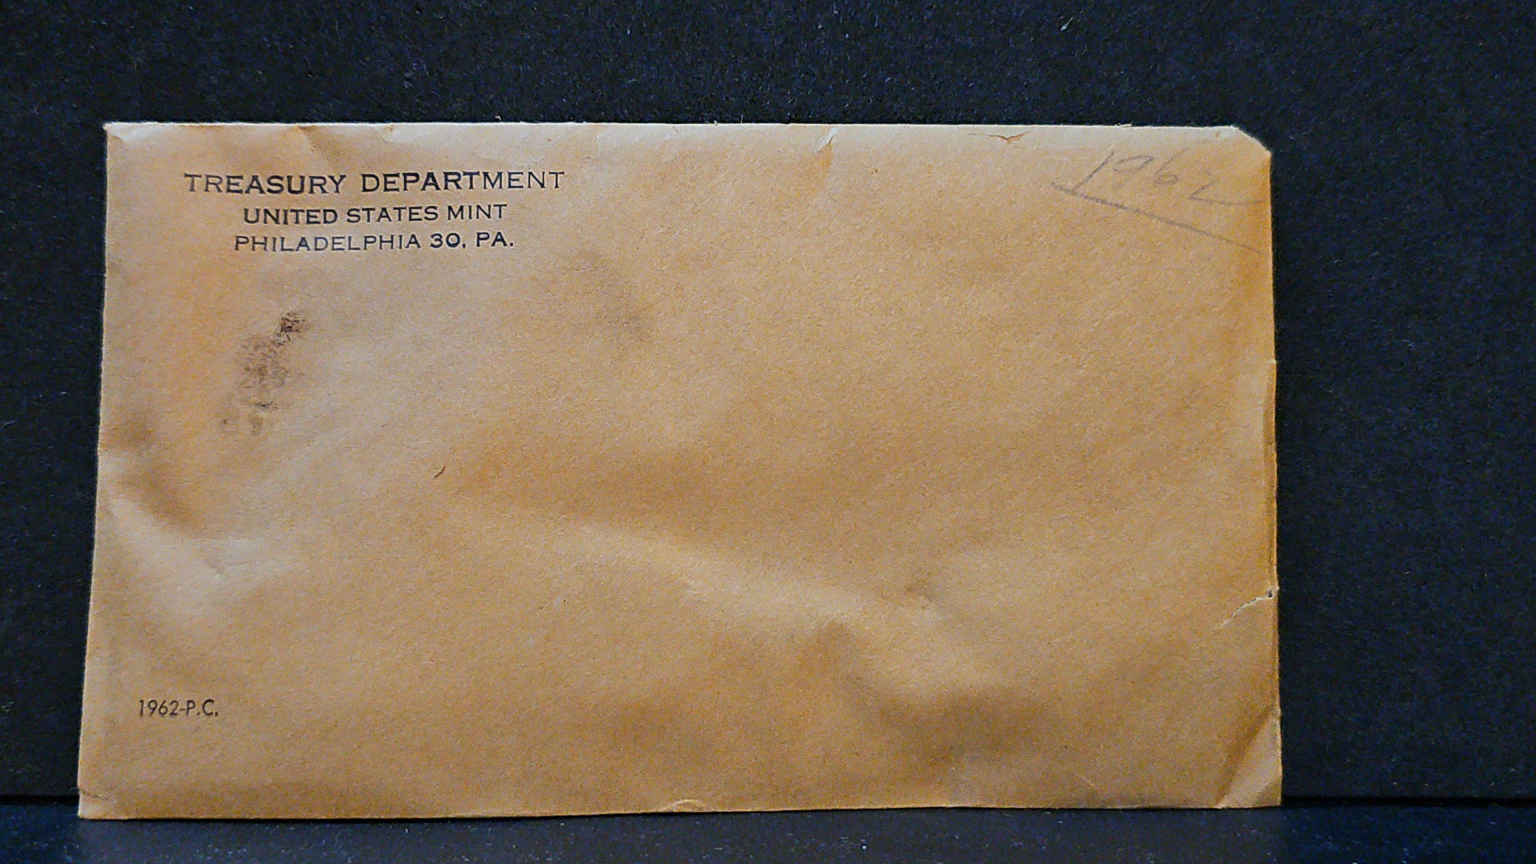 TREASURY DEPARTMENT
UNITED STATES MINT
PHILADELPHIA 30, PA.
1962
1962-P.C.